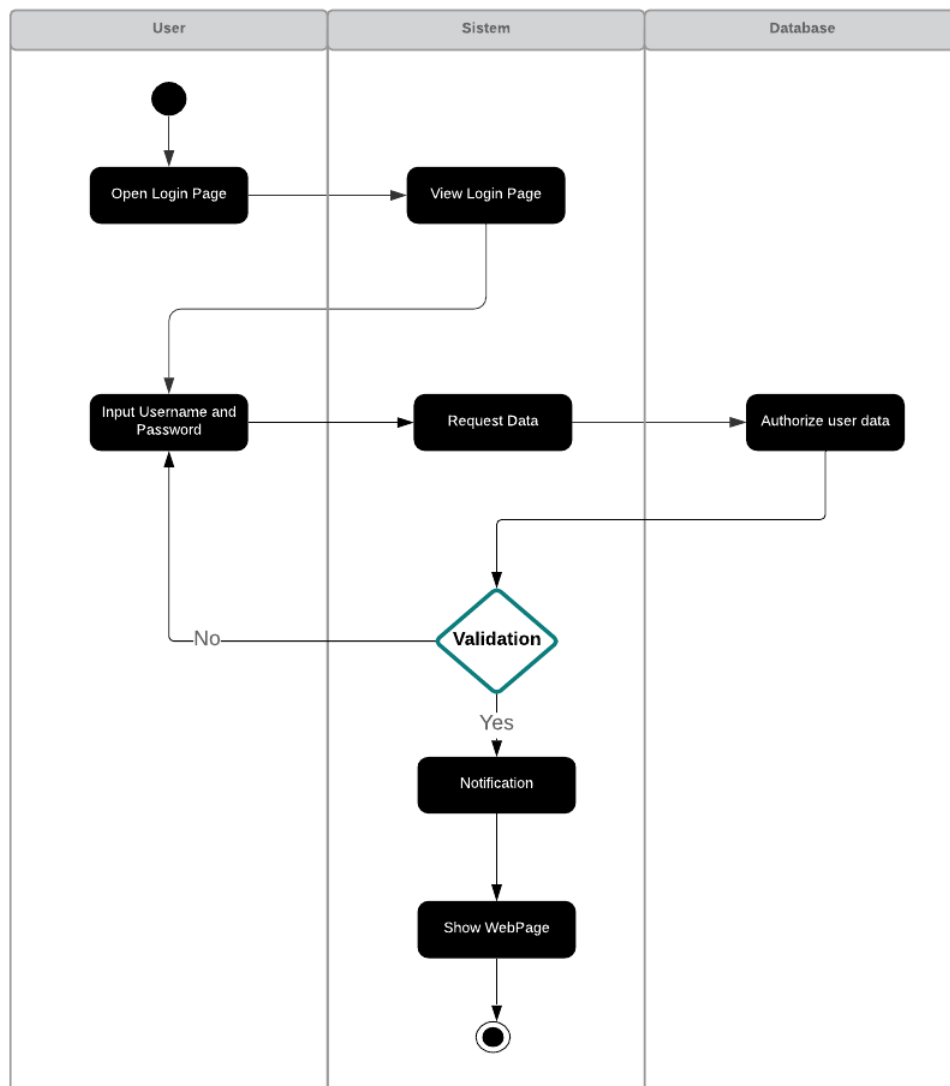 User
Sistem
Database
Open Login Page
View Login Page
Input Username and
Password
Request Data
Authorize user data
Validation
No
Yes
Notification
Show WebPage